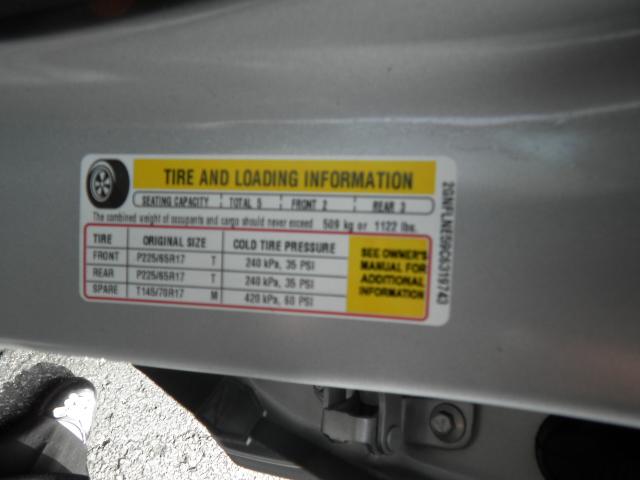 TIRE AND LOADING INFORMATION
SEATING CAPACITY TOTAL 5 FRONT 2 REAR 3
The combined weight of occupants and cargo should never exceed 509 kg or 1122 lbs.
TIRE ORIGINAL SIZE COLD TIRE PRESSURE
FRONT P225/65R17 T 240 kPa, 35 PSI
REAR P225/65R17 T 240 kPa, 35 PSI
SPARE T145/70R17 M 420 kPa, 60 PSI
SEE OWNER'S
MANUAL FOR
ADDITIONAL
INFORMATION